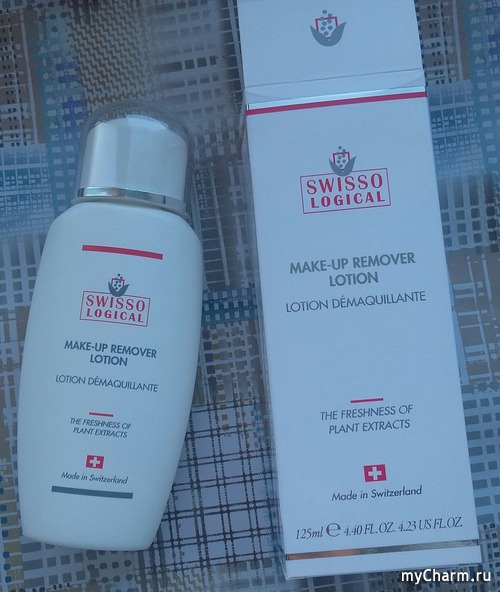 SWISSO
LOGICAL
MAKE-UP REMOVER
LOTION
LOTION DÉMAQUILLANTE
THE FRESHNESS OF
PLANT EXTRACTS
Made in Switzerland
SWISSO
LOGICAL
MAKE-UP REMOVER
LOTION
LOTION DÉMAQUILLANTE
THE FRESHNESS OF
PLANT EXTRACTS
Made in Switzerland
125ml ℮ 4.40 FL.OZ. 4.23 US FL.OZ.
myCharm.ru